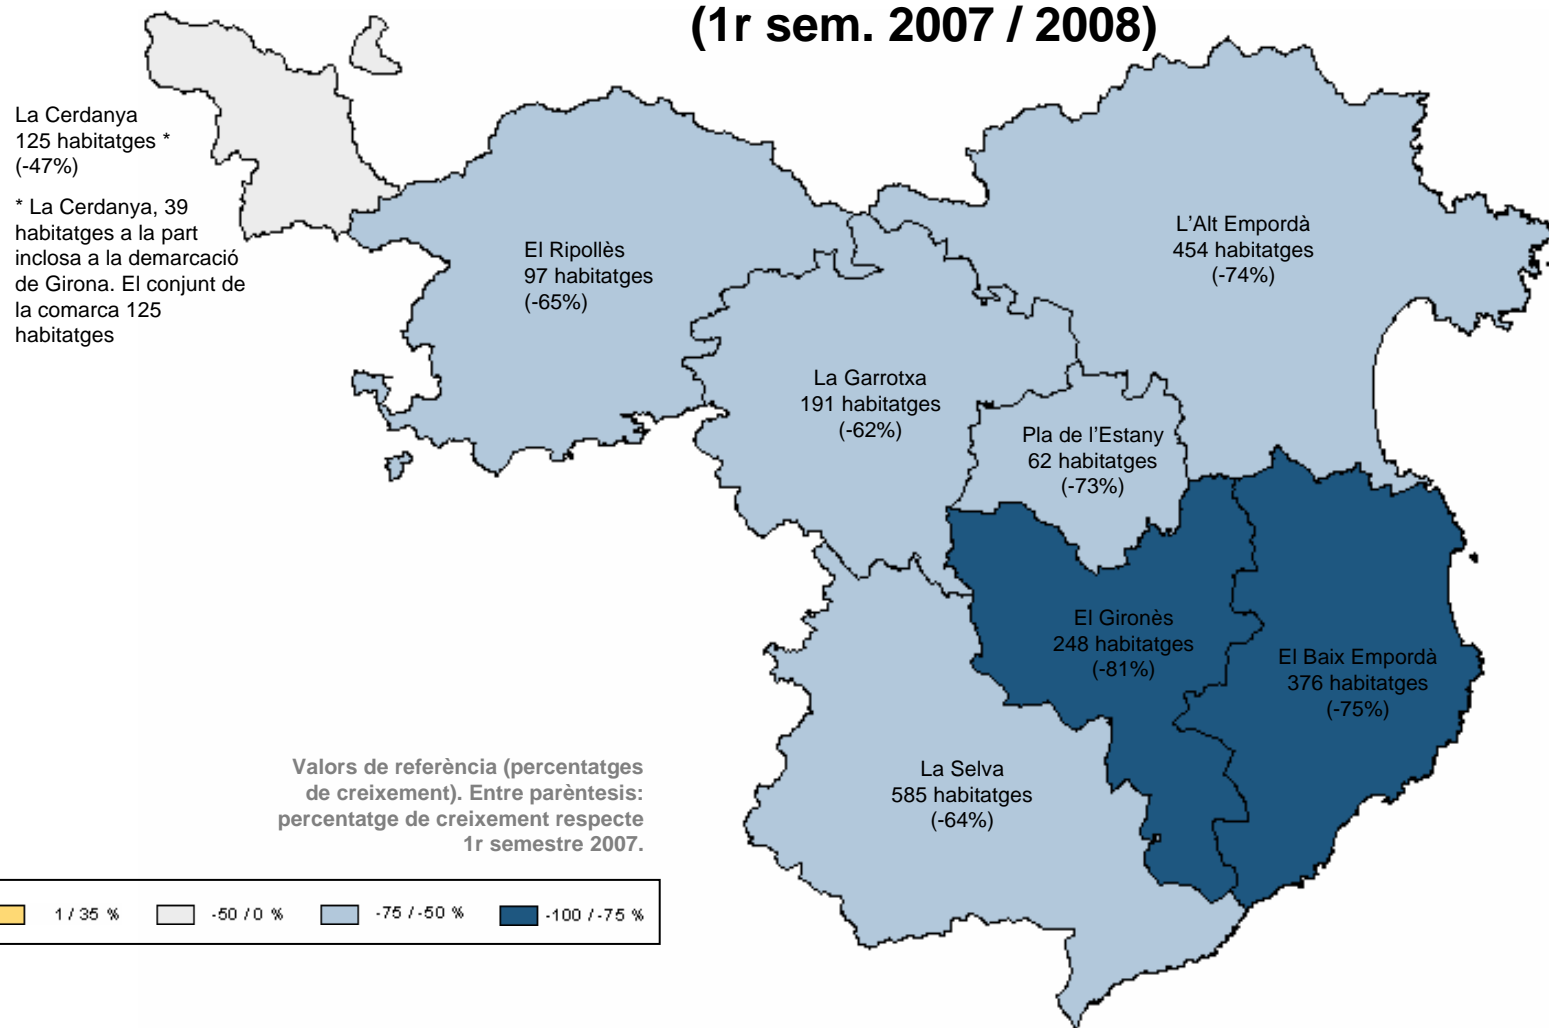 (1r sem. 2007 / 2008)
La Cerdanya
125 habitatges *
(-47%)
* La Cerdanya, 39
habitatges a la part
inclosa a la demarcació
de Girona. El conjunt de
la comarca 125
habitatges
El Ripollès
97 habitatges
(-65%)
L'Alt Empordà
454 habitatges
(-74%)
La Garrotxa
191 habitatges
(-62%)
Pla de l'Estany
62 habitatges
(-73%)
El Gironès
248 habitatges
(-81%)
El Baix Empordà
376 habitatges
(-75%)
La Selva
585 habitatges
(-64%)
Valors de referència (percentatges
de creixement). Entre parèntesis:
percentatge de creixement respecte
1r semestre 2007.
1 / 35 % -50 / 0 % -75 / -50 % -100 / -75 %